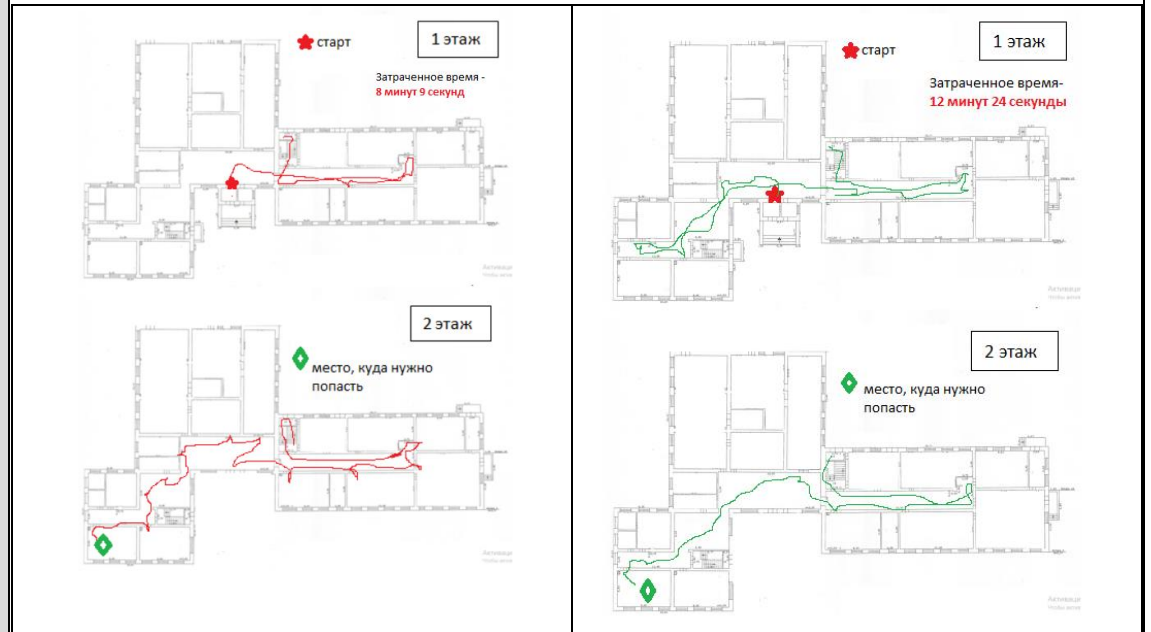 старт
1 этаж
Затраченное время -
8 минут 9 секунд
2 этаж
место, куда нужно
попасть
старт
1 этаж
Затраченное время-
12 минут 24 секунды
2 этаж
место, куда нужно
попасть